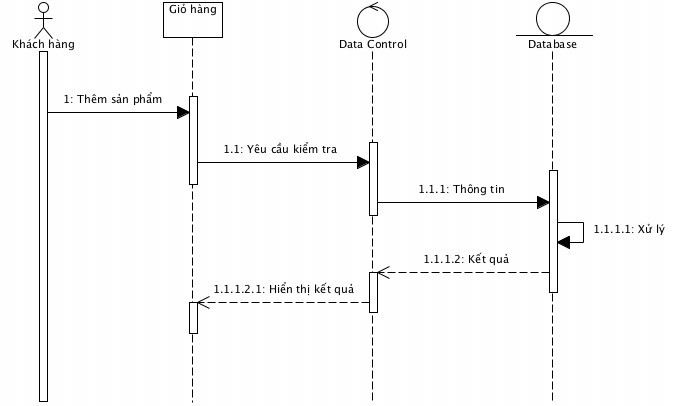 Giỏ hàng
Khách hàng
Data Control
Database
1: Thêm sản phẩm
1.1: Yêu cầu kiểm tra
1.1.1: Thông tin
1.1.1.1: Xử lý
1.1.1.2: Kết quả
1.1.1.2.1: Hiển thị kết quả